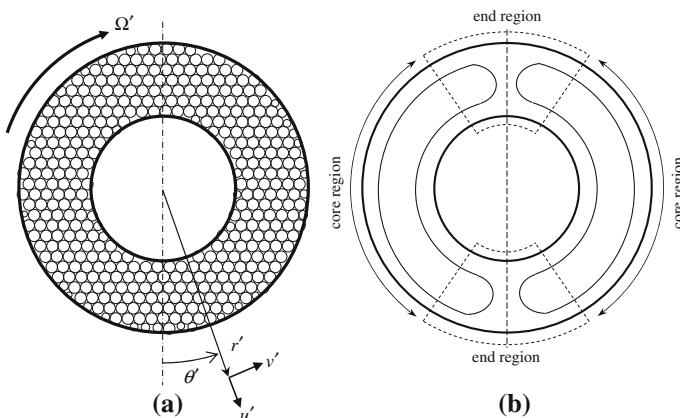 Ω′
r′
θ′
v′
u′
(a)
end region
core region
core region
end region
(b)